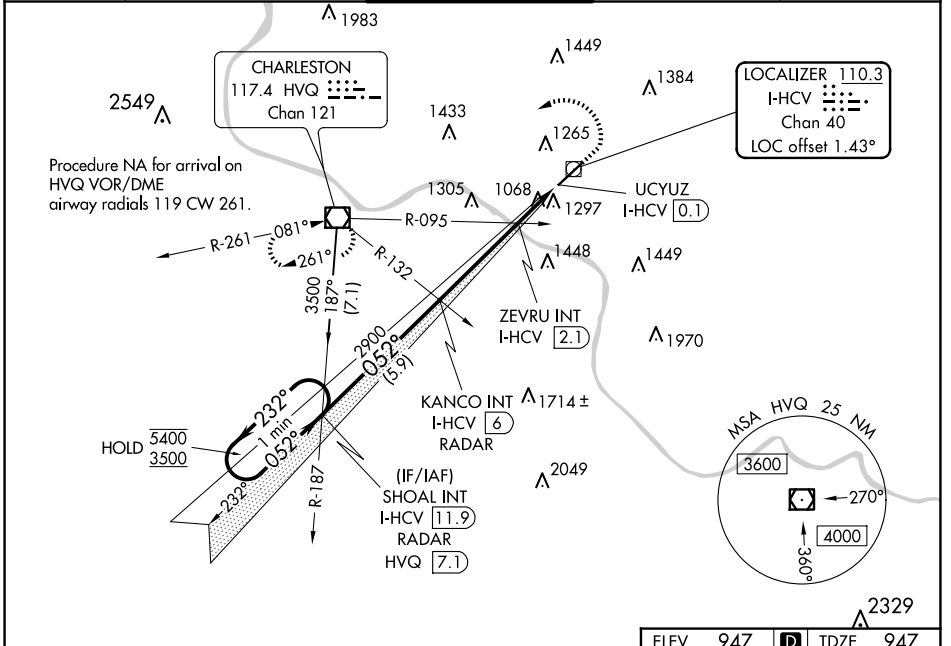 1983
1449
CHARLESTON
117.4 HVQ
Chan 121
1384
LOCALIZER 110.3
I-HCV
Chan 40
LOC offset 1.43°
2549
1433
1265
Procedure NA for arrival on
HVQ VOR/DME
airway radials 119 CW 261.
1305
1068
1297
UCYUZ
I-HCV 0.1
R-095
R-261
081°
261°
R-132
1448
1449
3500
187°
(7.1)
ZEVRU INT
I-HCV 2.1
1970
2900
052°
(5.9)
KANCO INT
I-HCV 6
RADAR
1714 ±
232°
1 min
052°
HOLD 5400
3500
232°
R-187
(IF/IAF)
SHOAL INT
I-HCV 11.9
RADAR
HVQ 7.1
2049
MSA HVQ 25 NM
3600
270°
4000
360°
2329
ELEV 947 D TDZE 947